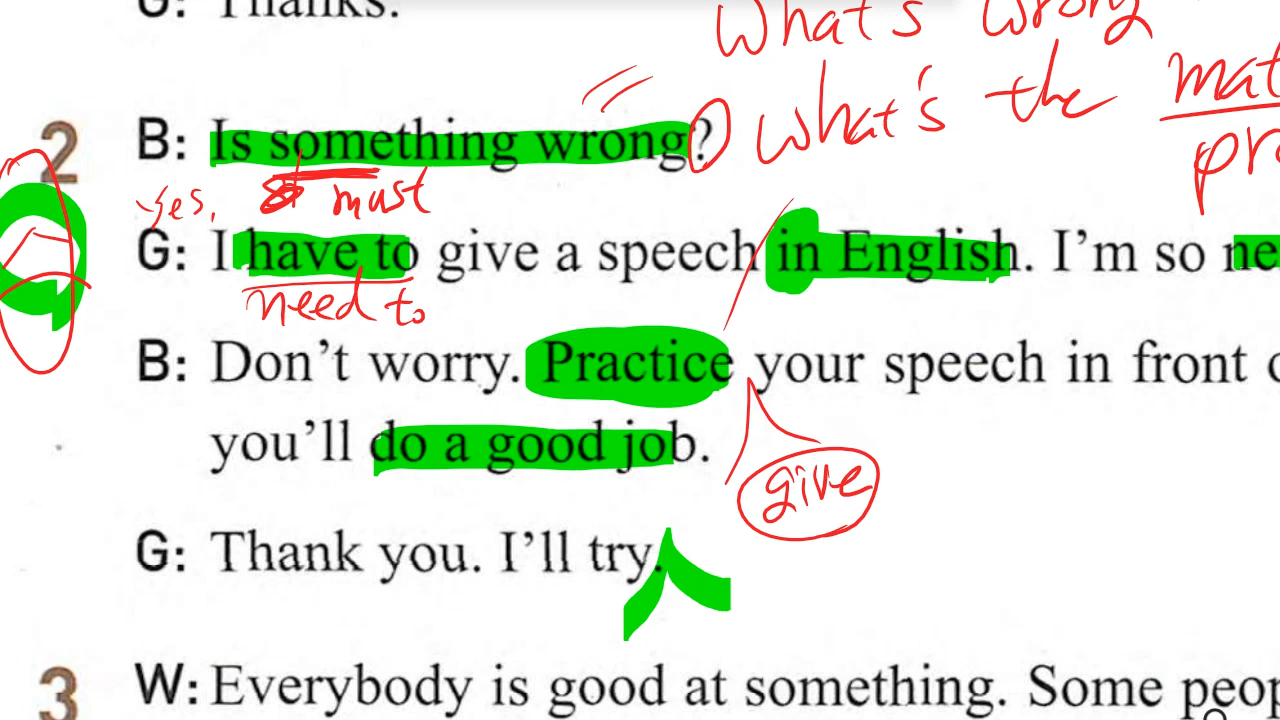 G: Thanks.
What's wrong
What's the
2 B: Is something wrong?
yes, must
G: I have to give a speech in English. I'm so
need to
B: Don't worry. Practice your speech in front
you'll do a good job.
give
G: Thank you. I'll try.
3 W: Everybody is good at something. Some